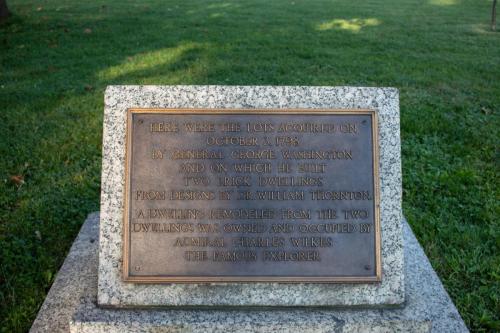 HERE WERE THE LOTS ACQUIRED ON
OCTOBER 3, 1798
BY GENERAL GEORGE WASHINGTON
AND ON WHICH HE BUILT
TWO BRICK DWELLINGS
FROM DESIGNS BY DR. WILLIAM THORNTON.
A DWELLING REMODELED FROM THE TWO
DWELLINGS WAS OWNED AND OCCUPIED BY
ADMIRAL CHARLES WILKES
THE FAMOUS EXPLORER